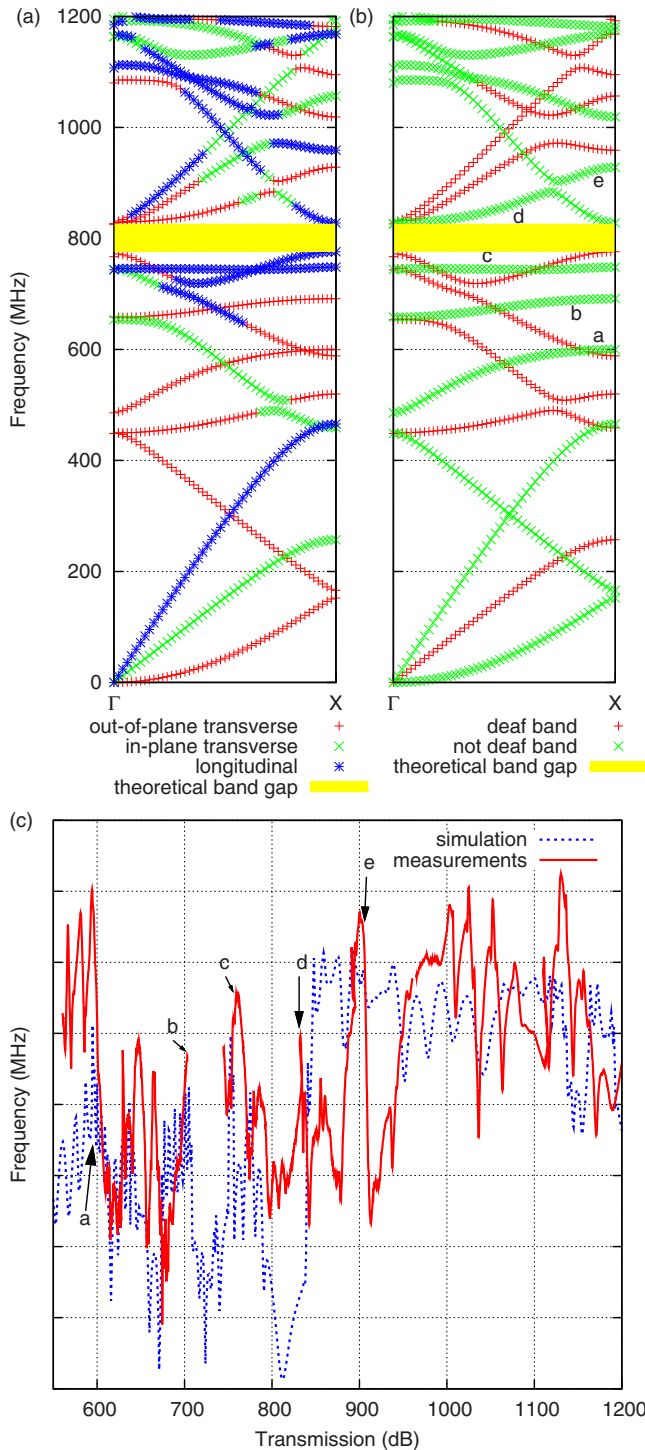 (a)
(b)
1200
1000
800
600
400
200
0
Frequency (MHz)
e
d
c
b
a
Γ
X
Γ
X
out-of-plane transverse
in-plane transverse
longitudinal
theoretical band gap
deaf band
not deaf band
theoretical band gap
(c)
simulation
measurements
e
c
d
b
a
Frequency (MHz)
600
700
800
900
1000
1100
1200
Transmission (dB)